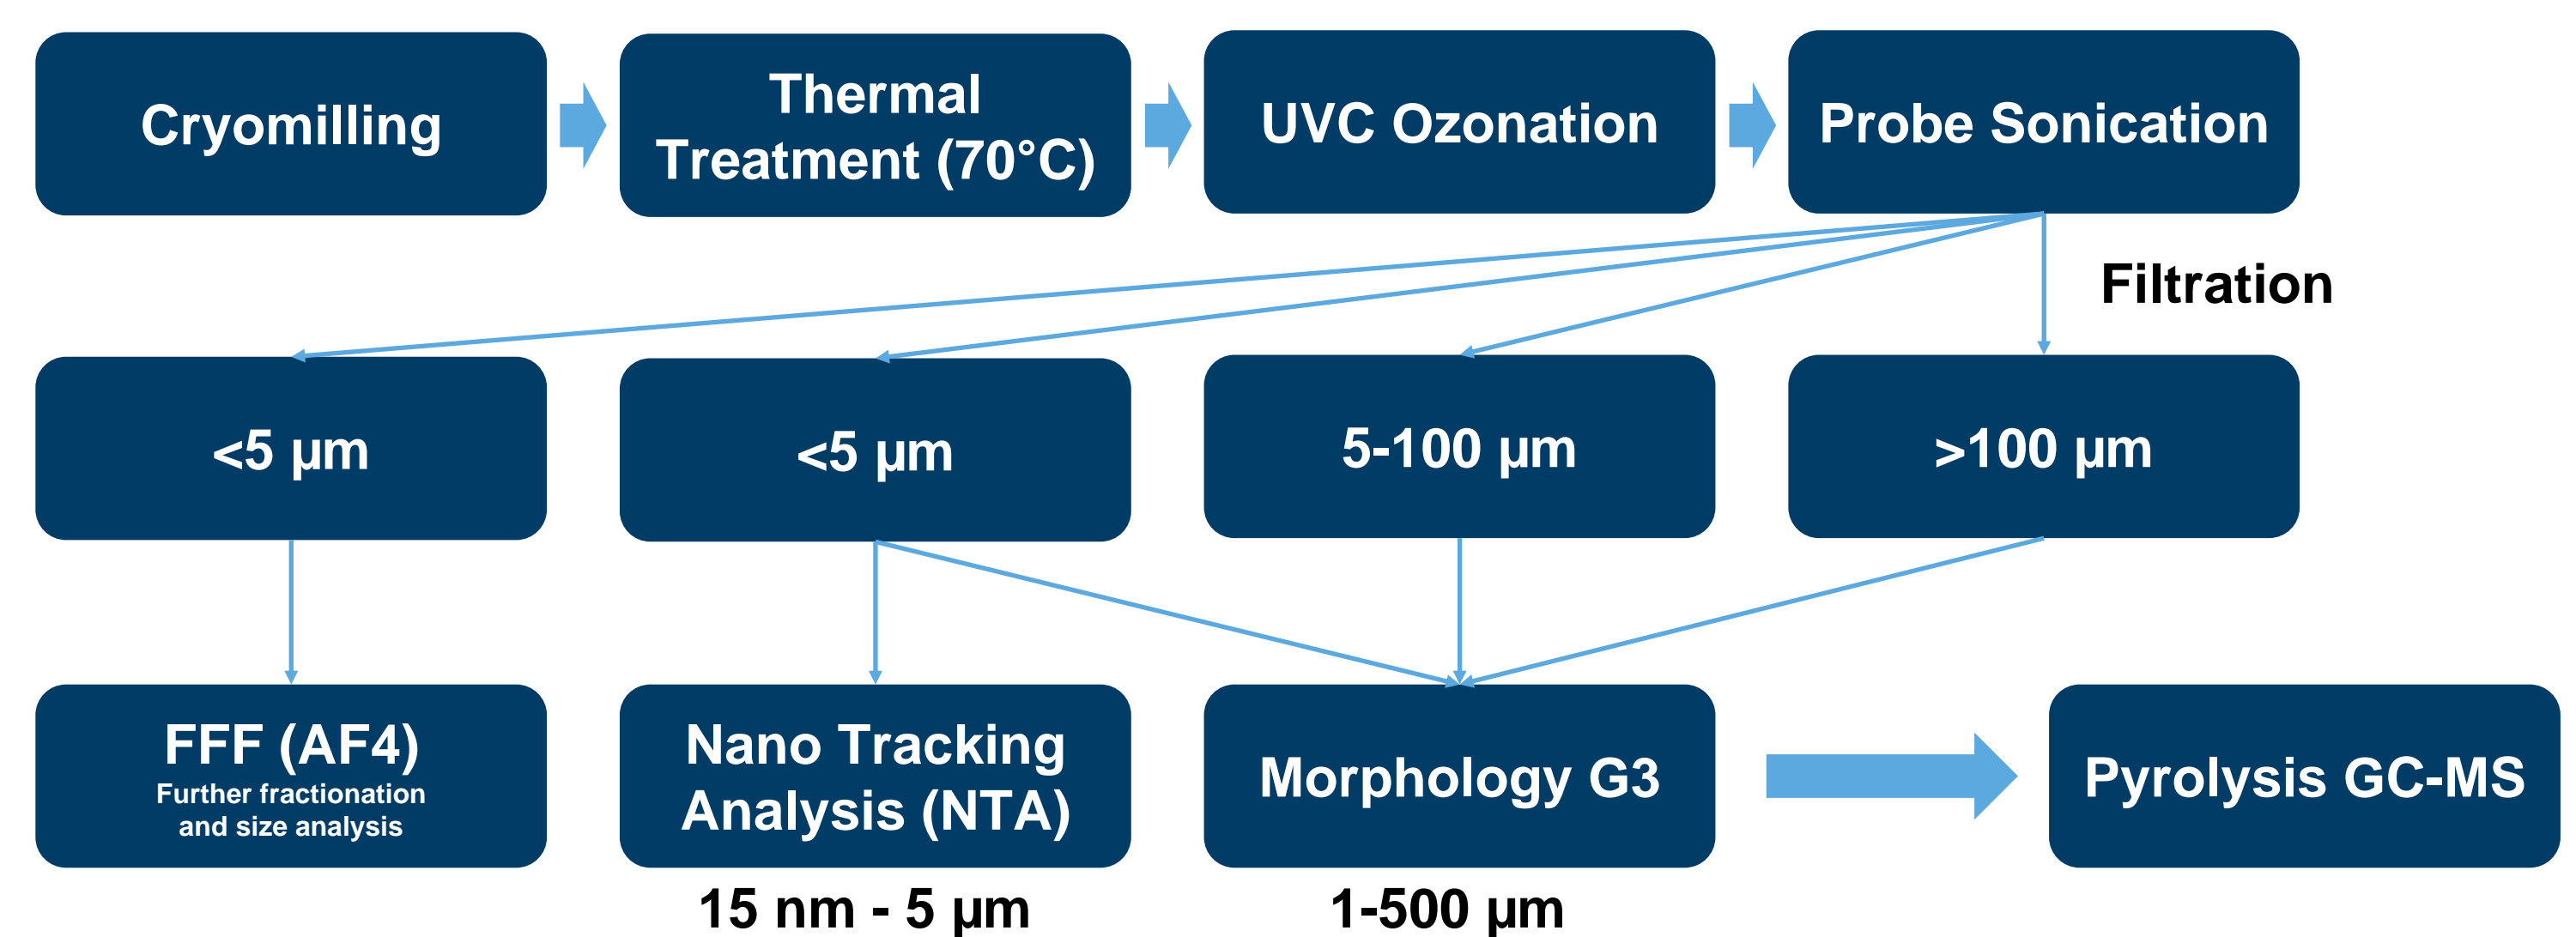 Cryomilling
Thermal
Treatment (70°C)
UVC Ozonation
Probe Sonication
Filtration
<5 µm
<5 µm
5-100 µm
>100 µm
FFF (AF4)
Further fractionation
and size analysis
Nano Tracking
Analysis (NTA)
Morphology G3
Pyrolysis GC-MS
15 nm - 5 µm
1-500 µm